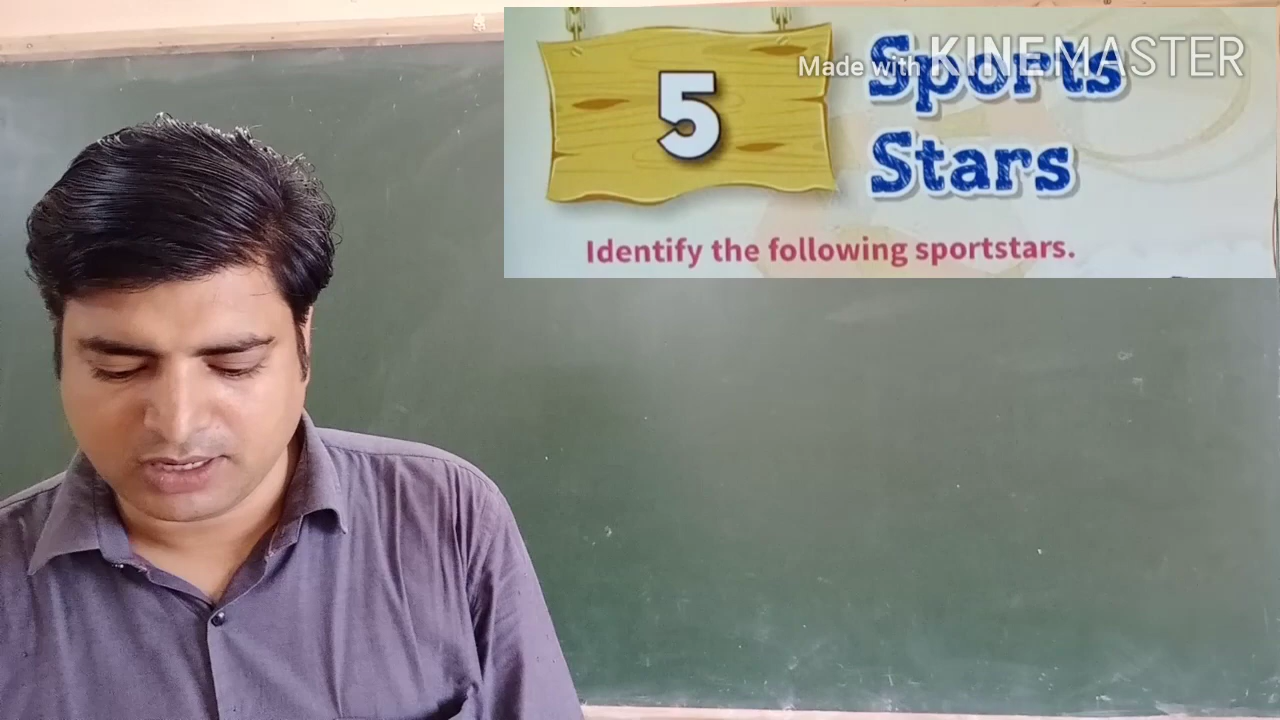 5
Sports
Made with KINEMASTER
Stars
Identify the following sportstars.